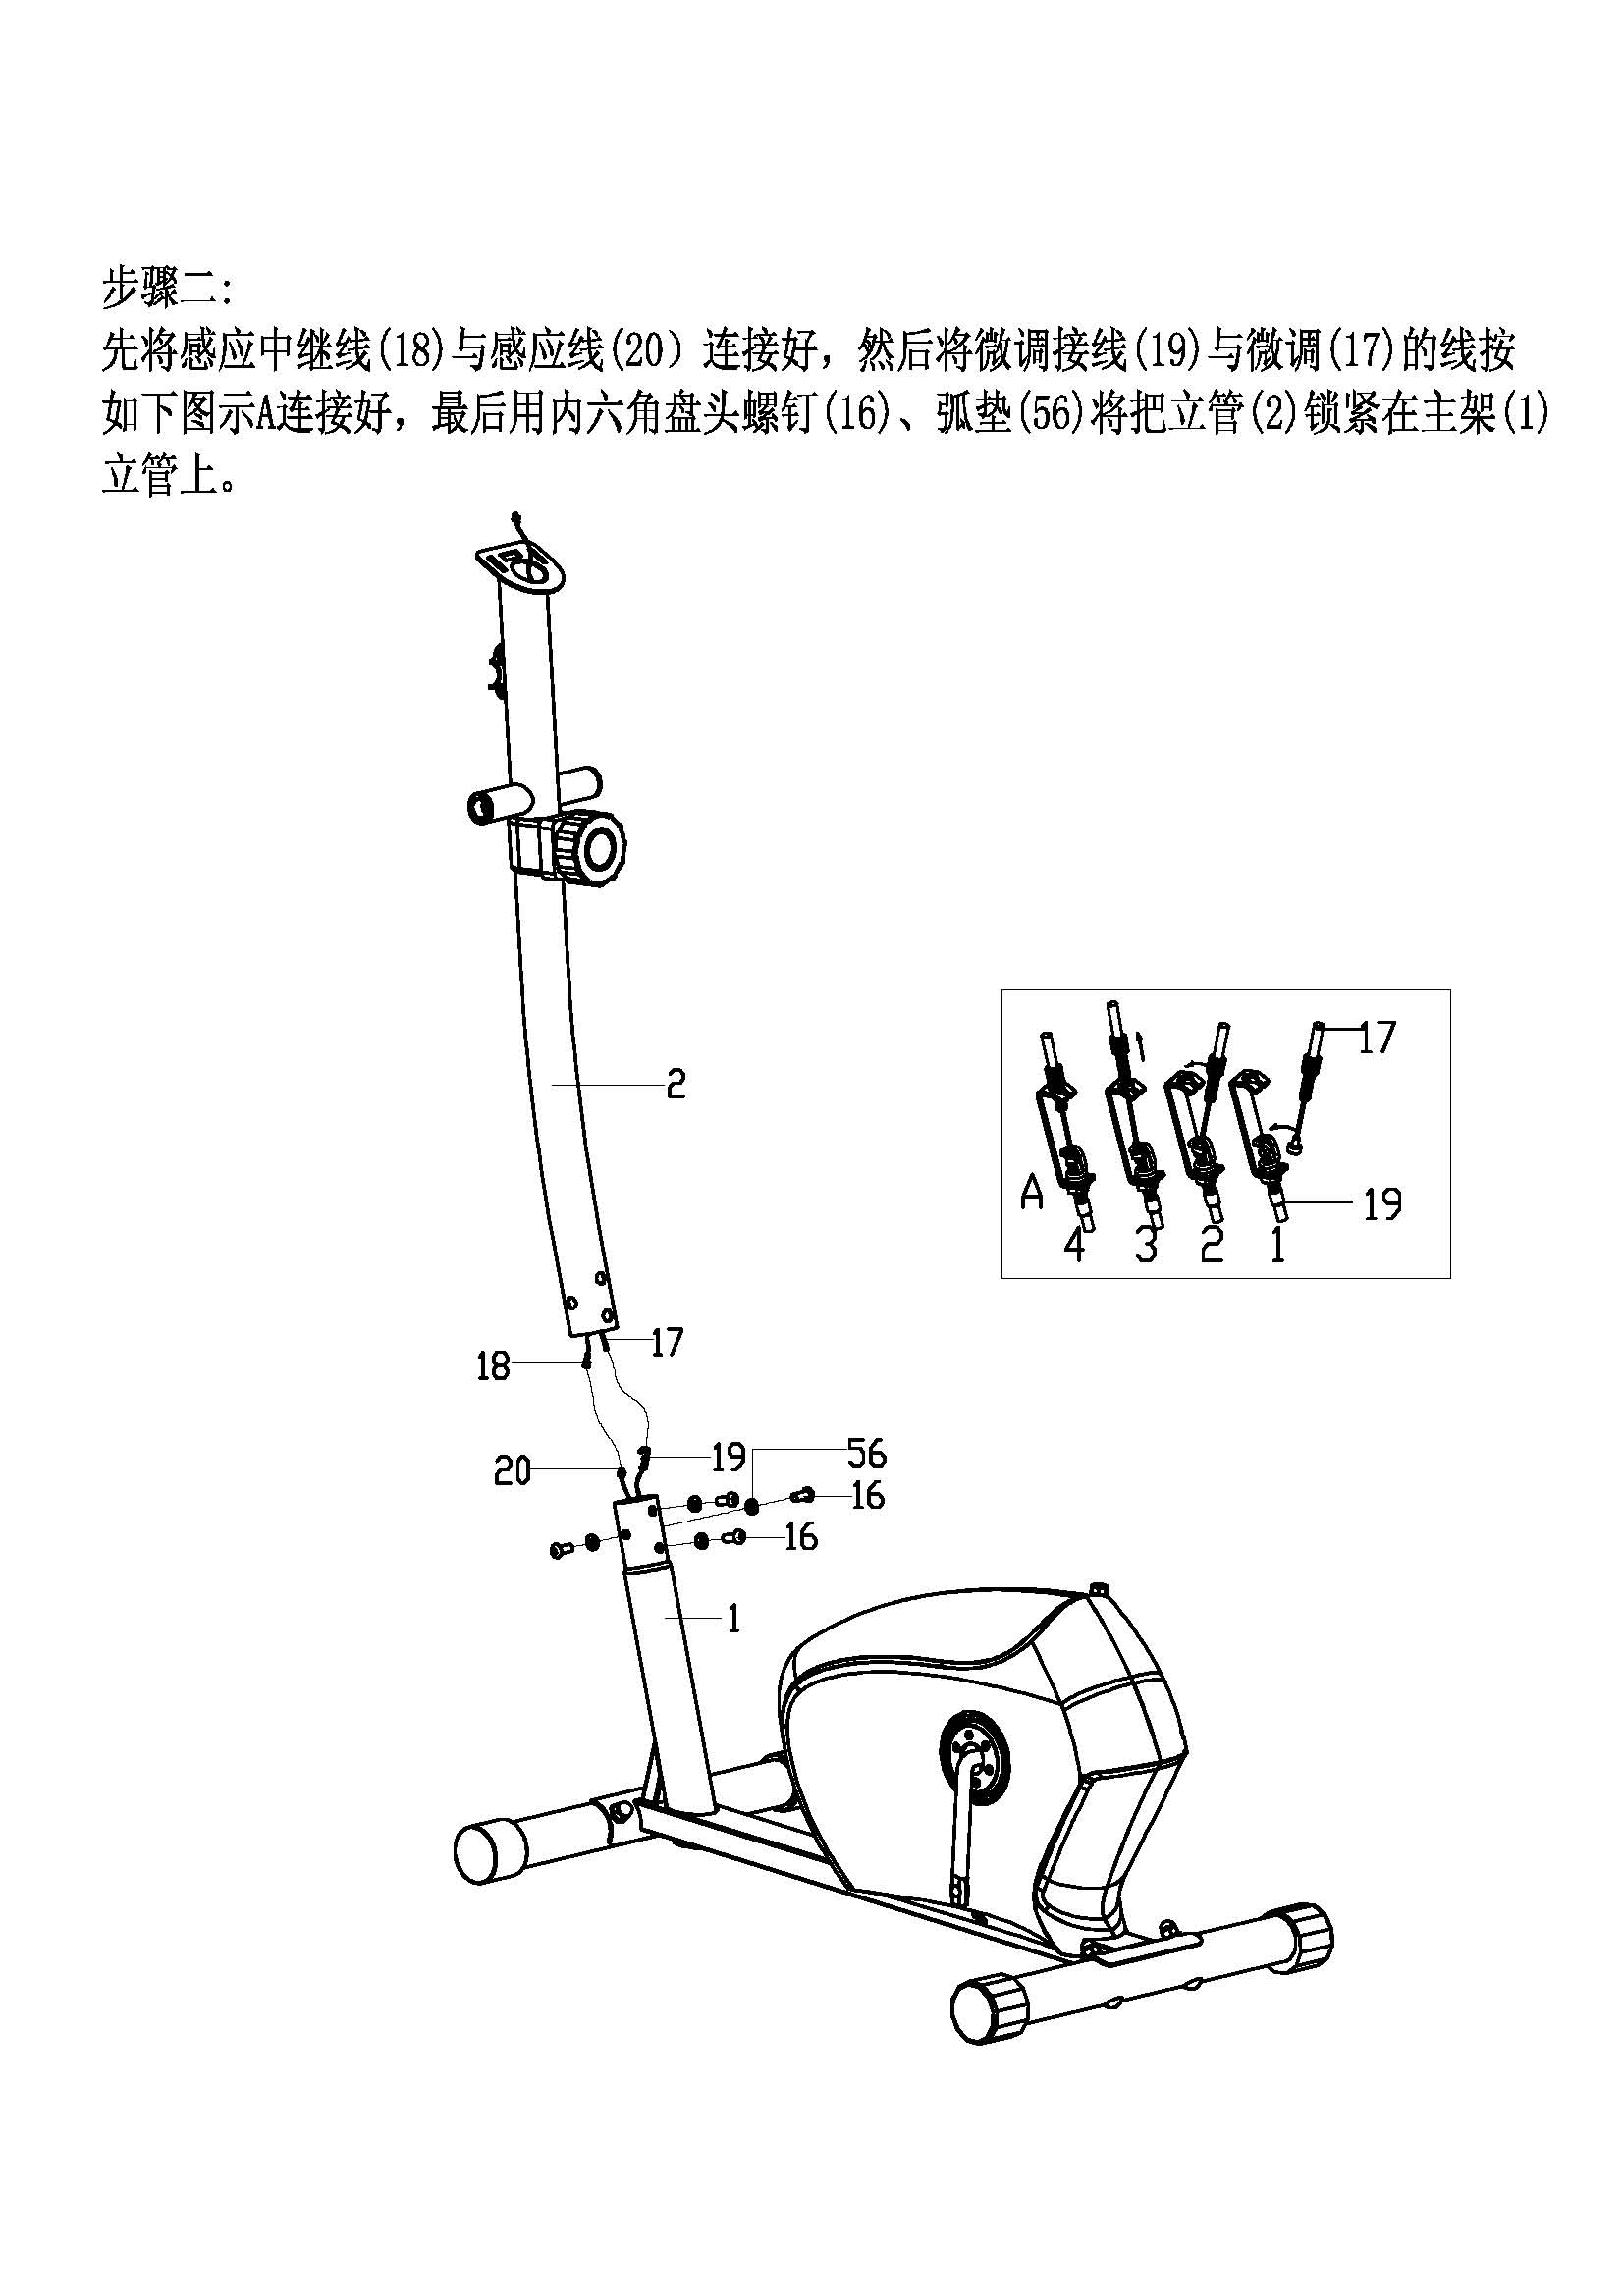 步骤二:
先将感应中继线(18)与感应线(20）连接好，然后将微调接线(19)与微调(17)的线按
如下图示A连接好，最后用内六角盘头螺钉(16)、弧垫(56)将把立管(2)锁紧在主架(1)
立管上。
17
2
19
A
4 3 2 1
17
18
19
56
20
16
16
1